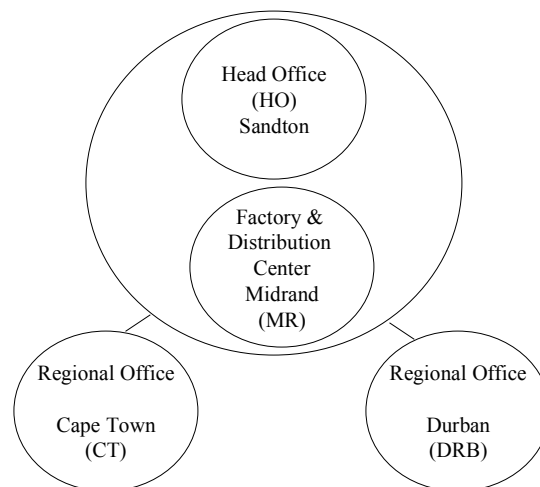 Head Office
(HO)
Sandton
Factory &
Distribution
Center
Midrand
(MR)
Regional Office
Cape Town
(CT)
Regional Office
Durban
(DRB)